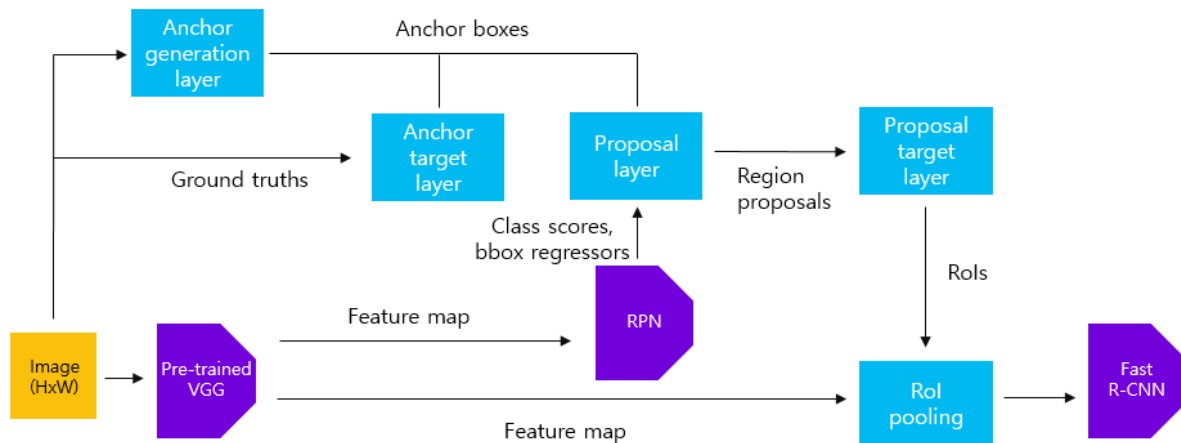 Anchor
generation
layer
Anchor boxes
Anchor
target
layer
Proposal
layer
Proposal
target
layer
Ground truths
Region
proposals
Class scores,
bbox regressors
RoIs
Feature map
RPN
Image
(HxW)
Pre-trained
VGG
RoI
pooling
Fast
R-CNN
Feature map